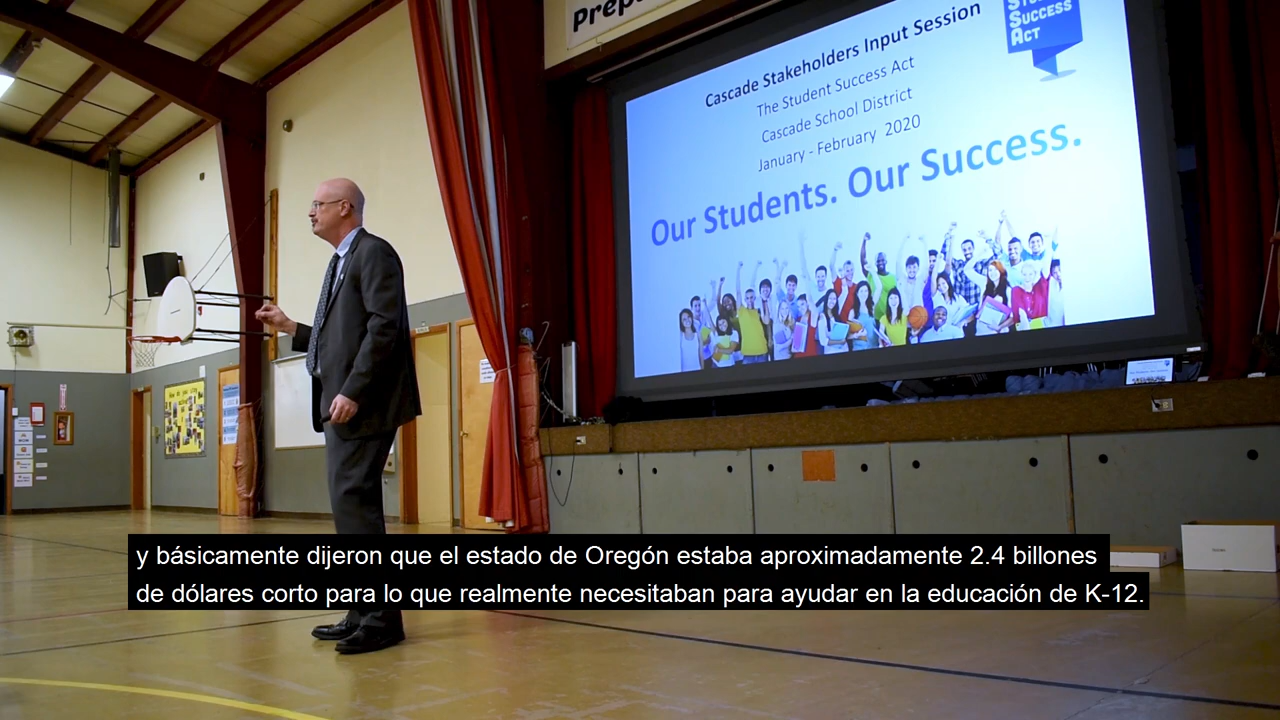 Cascade Stakeholders Input Session
The Student Success Act
Cascade School District
January - February 2020
Our Students. Our Success.
SUCCESS
ACT
y básicamente dijeron que el estado de Oregón estaba aproximadamente 2.4 billones
de dólares corto para lo que realmente necesitaban para ayudar en la educación de K-12.